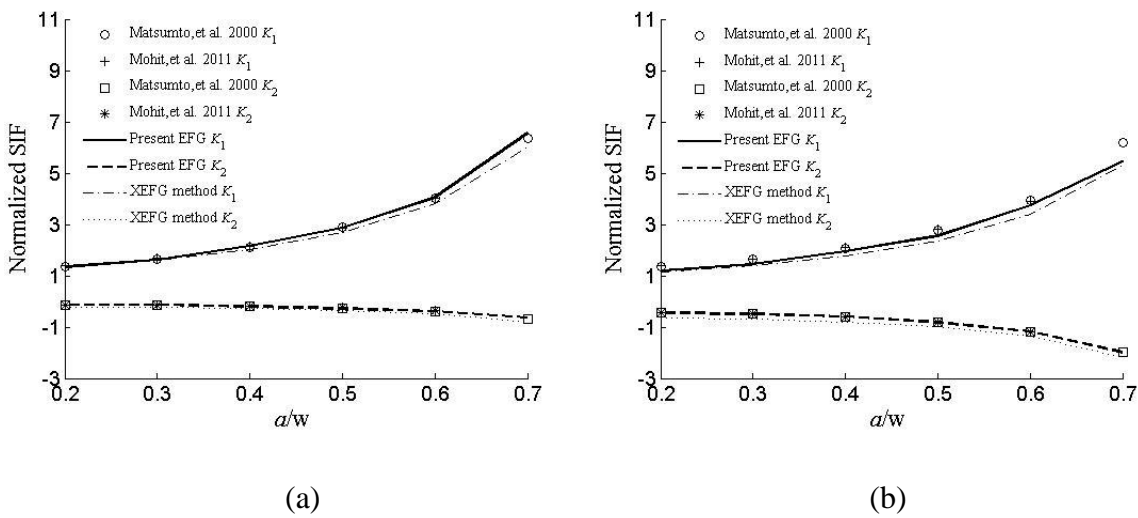 11
9
7
5
3
1
-1
-3
Normalized SIF
Matsumto,et al. 2000 K1
Mohit,et al. 2011 K1
Matsumto,et al. 2000 K2
Mohit,et al. 2011 K2
Present EFG K1
Present EFG K2
XEFG method K1
XEFG method K2
0.2 0.3 0.4 0.5 0.6 0.7
a/w
(a)
11
9
7
5
3
1
-1
-3
Normalized SIF
Matsumto,et al. 2000 K1
Mohit,et al. 2011 K1
Matsumto,et al. 2000 K2
Mohit,et al. 2011 K2
Present EFG K1
Present EFG K2
XEFG method K1
XEFG method K2
0.2 0.3 0.4 0.5 0.6 0.7
a/w
(b)